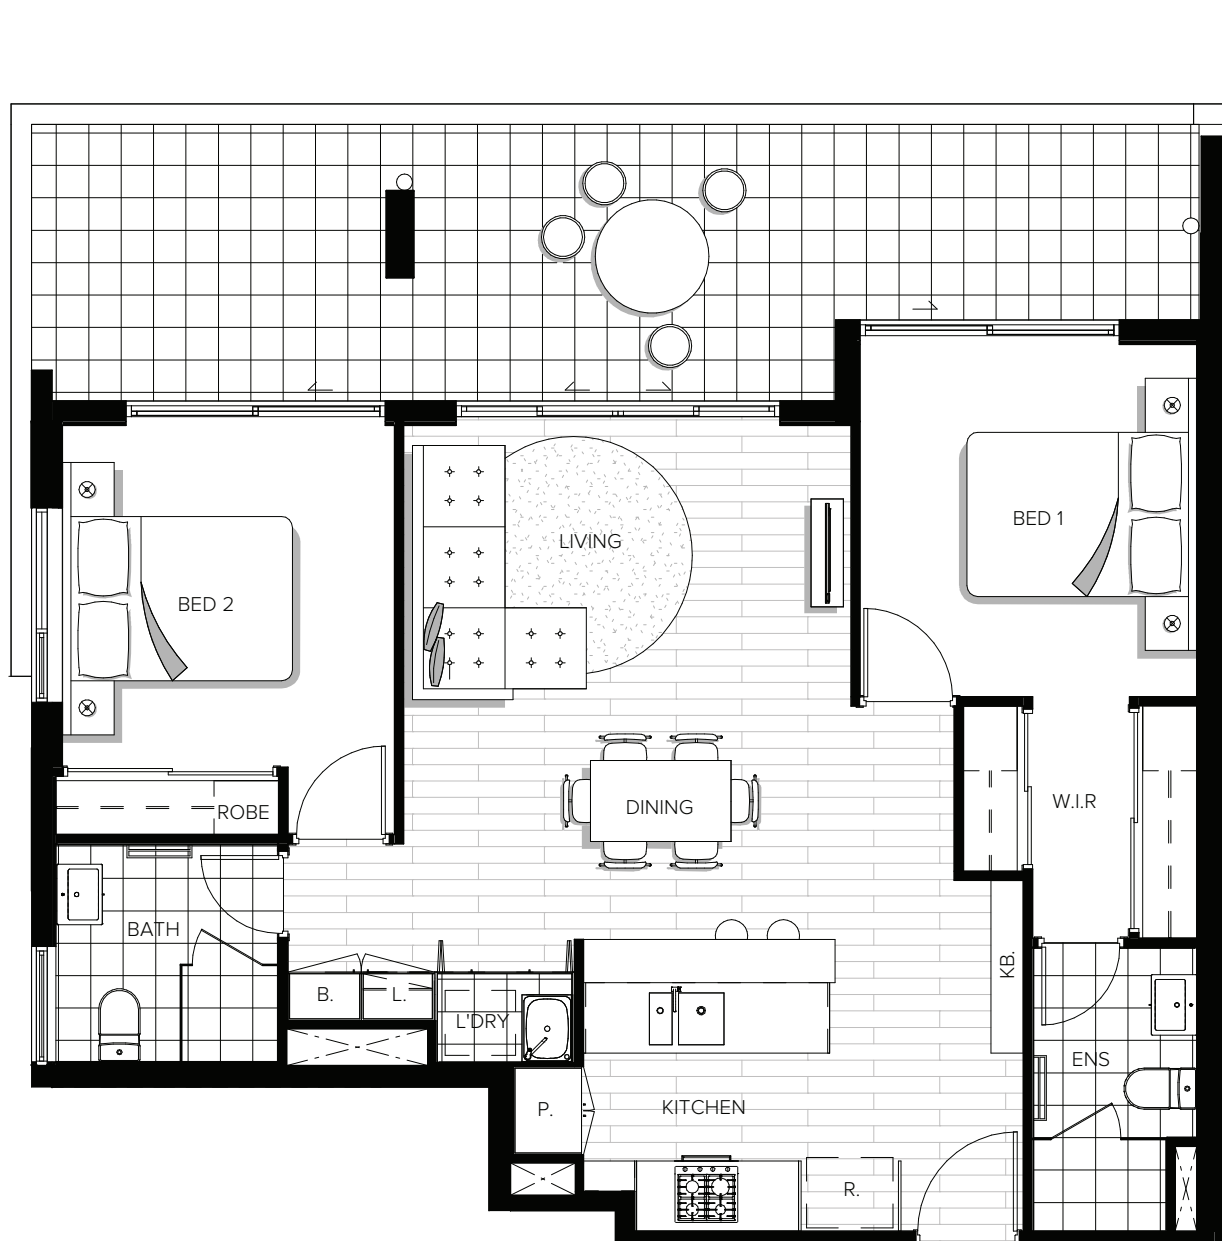 BED 1
LIVING
BED 2
W.I.R
DINING
ROBE
BATH
KB.
B.
L.
L'DRY
ENS
P.
KITCHEN
R.